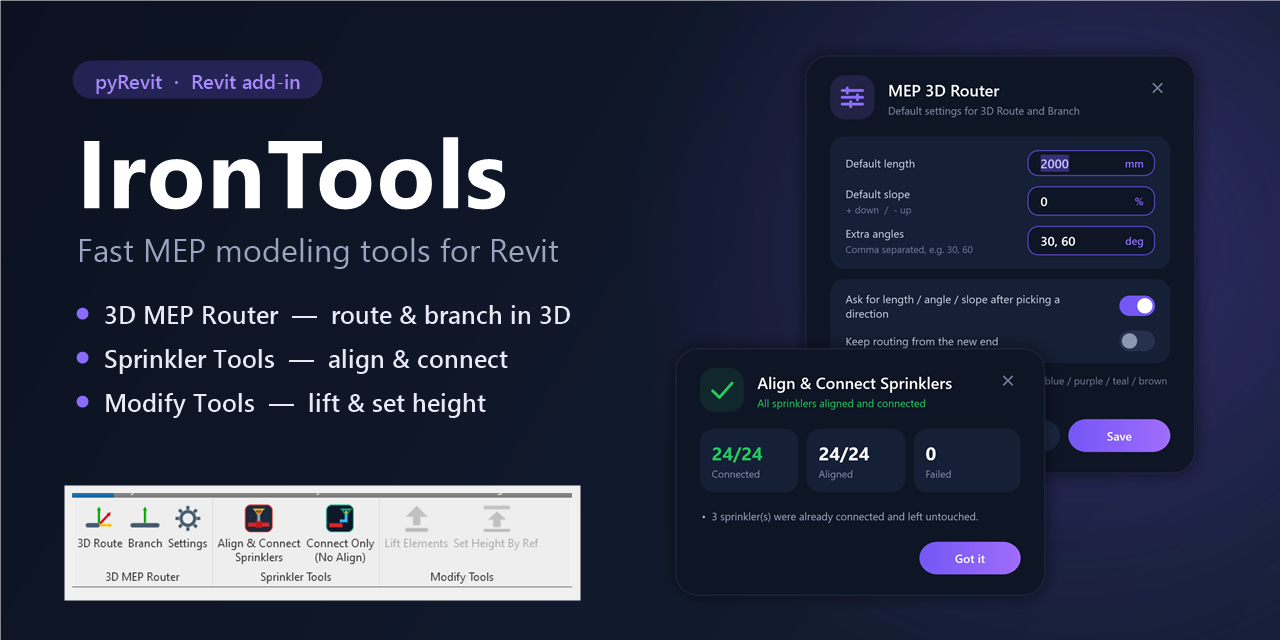 pyRevit · Revit add-in
IronTools
Fast MEP modeling tools for Revit
3D MEP Router — route & branch in 3D
Sprinkler Tools — align & connect
Modify Tools — lift & set height
3D Route
Branch
Settings
3D MEP Router
Align & Connect
Sprinklers
Connect Only
(No Align)
Sprinkler Tools
Lift Elements
Set Height By Ref
Modify Tools
MEP 3D Router
Default settings for 3D Route and Branch
Default length
2000 mm
Default slope
+ down / - up
0 %
Extra angles
Comma separated, e.g. 30, 60
30, 60 deg
Ask for length / angle / slope after picking a
direction
Keep routing from the new end
blue / purple / teal / brown
Save
Align & Connect Sprinklers
All sprinklers aligned and connected
24/24
Connected
24/24
Aligned
0
Failed
• 3 sprinkler(s) were already connected and left untouched.
Got it